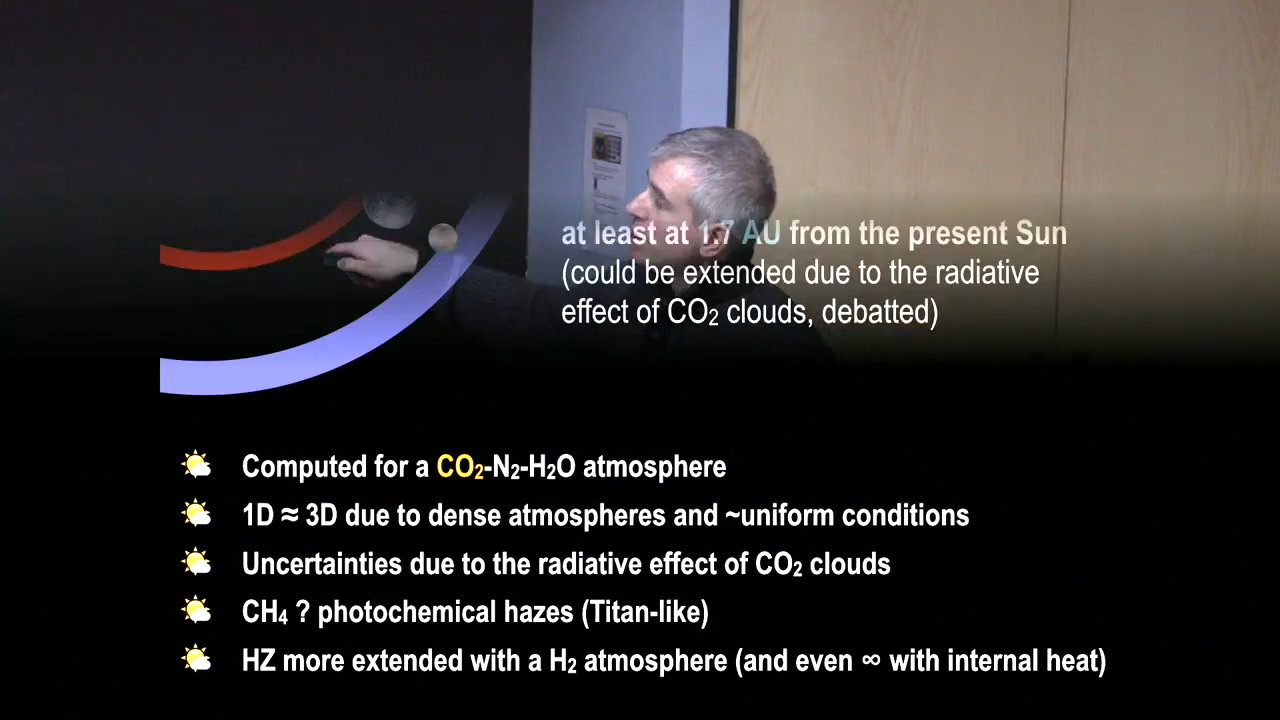 at least at 1.7 AU from the present Sun
(could be extended due to the radiative
effect of CO₂ clouds, debatted)
Computed for a CO₂-N₂-H₂O atmosphere
1D ≈ 3D due to dense atmospheres and ~uniform conditions
Uncertainties due to the radiative effect of CO₂ clouds
CH₄ ? photochemical hazes (Titan-like)
HZ more extended with a H₂ atmosphere (and even ∞ with internal heat)